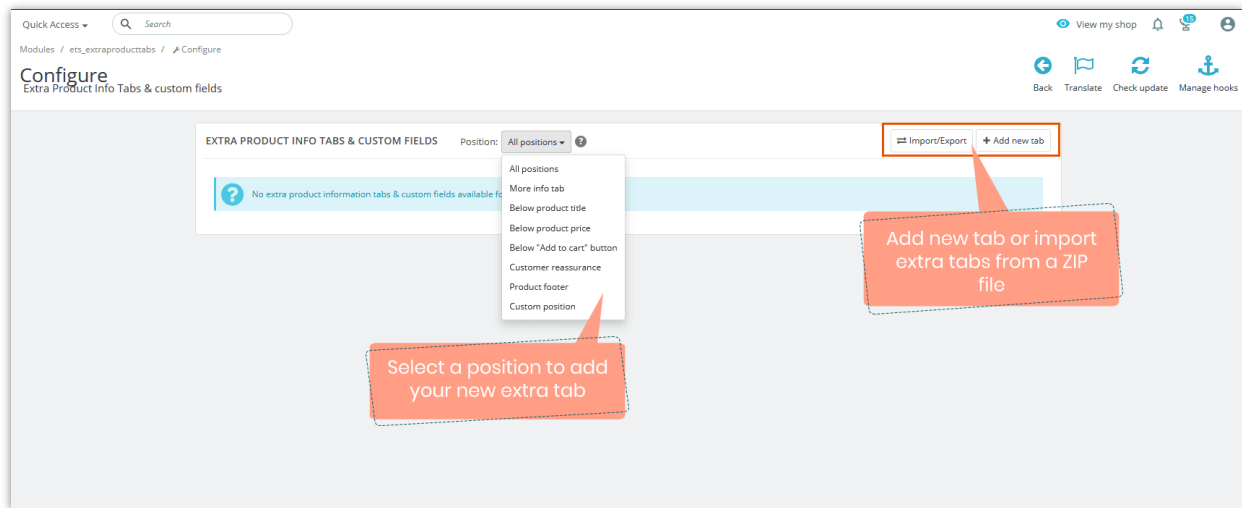 Quick Access
Search
View my shop
15
Modules / ets_extraproducttabs / Configure
Configure
Extra Product Info Tabs & custom fields
Back
Translate
Check update
Manage hooks
EXTRA PRODUCT INFO TABS & CUSTOM FIELDS
Position:
All positions
?
Import/Export
+ Add new tab
?
No extra product information tabs & custom fields available fo
All positions
More info tab
Below product title
Below product price
Below "Add to cart" button
Customer reassurance
Product footer
Custom position
Add new tab or import
extra tabs from a ZIP
file
Select a position to add
your new extra tab